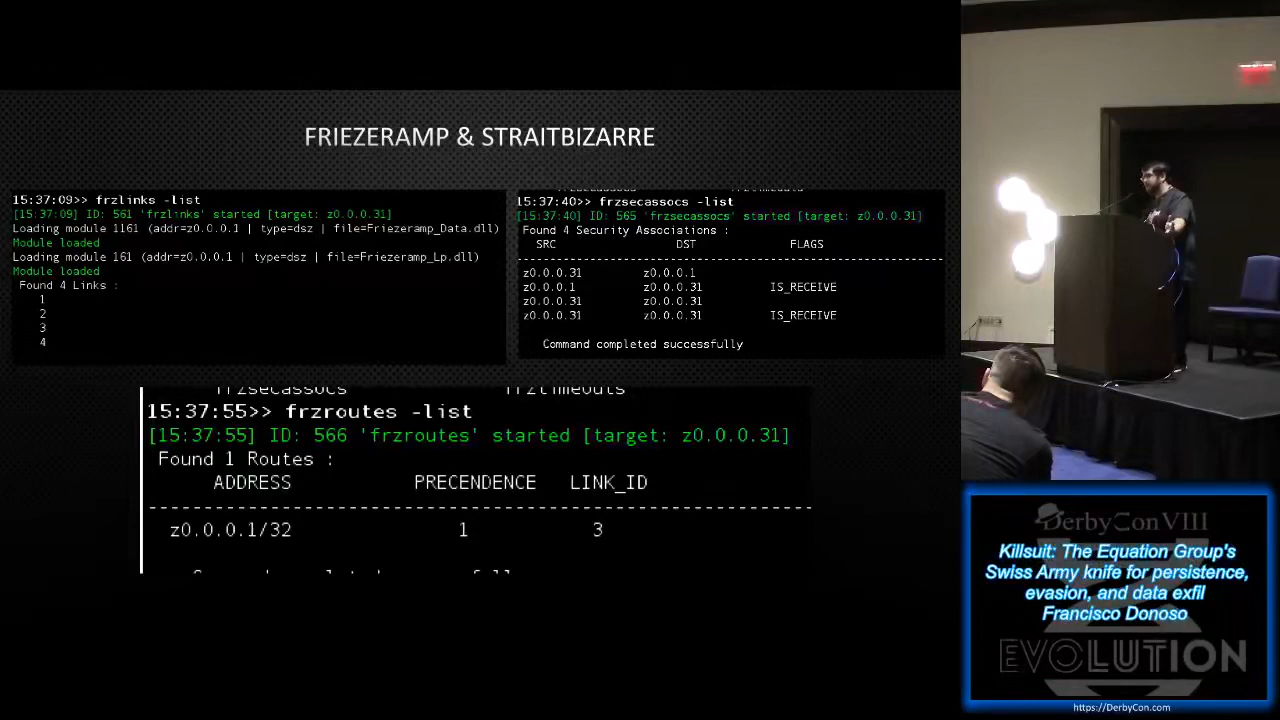 FRIEZERAMP & STRAITBIZARRE
15:37:09>> frzlinks -list
[15:37:09] ID: 561 'frzlinks' started [target: z0.0.0.31]
Loading module 1161 (addr=z0.0.0.1 | type=dsz | file=Friezeramp_Data.dll)
Module loaded
Loading module 161 (addr=z0.0.0.1 | type=dsz | file=Friezeramp_Lp.dll)
Module loaded
Found 4 Links :
1
2
3
4
15:37:40>> frzsecassocs -list
[15:37:40] ID: 565 'frzsecassocs' started [target: z0.0.0.31]
Found 4 Security Associations :
SRC DST FLAGS
--------------------------------------------------------------
z0.0.0.31 z0.0.0.1
z0.0.0.1 z0.0.0.31 IS_RECEIVE
z0.0.0.31 z0.0.0.31
z0.0.0.31 z0.0.0.31 IS_RECEIVE
Command completed successfully
frzsecassocs frztimeouts
15:37:55>> frzroutes -list
[15:37:55] ID: 566 'frzroutes' started [target: z0.0.0.31]
Found 1 Routes :
ADDRESS PRECENDENCE LINK_ID
--------------------------------------------------------------
z0.0.0.1/32 1 3
DerbyCon VIII
Killsuit: The Equation Group's
Swiss Army knife for persistence,
evasion, and data exfil
Francisco Donoso
EVOLUTION
https://DerbyCon.com